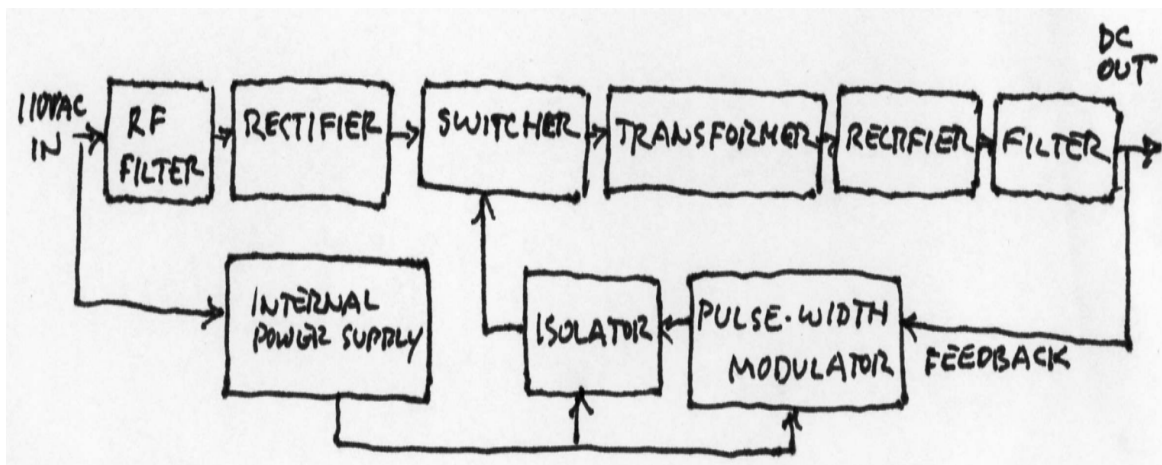 DC
OUT
110VAC
IN
RF
FILTER
RECTIFIER
SWITCHER
TRANSFORMER
RECTIFIER
FILTER
INTERNAL
POWER SUPPLY
ISOLATOR
PULSE-WIDTH
MODULATOR
FEEDBACK